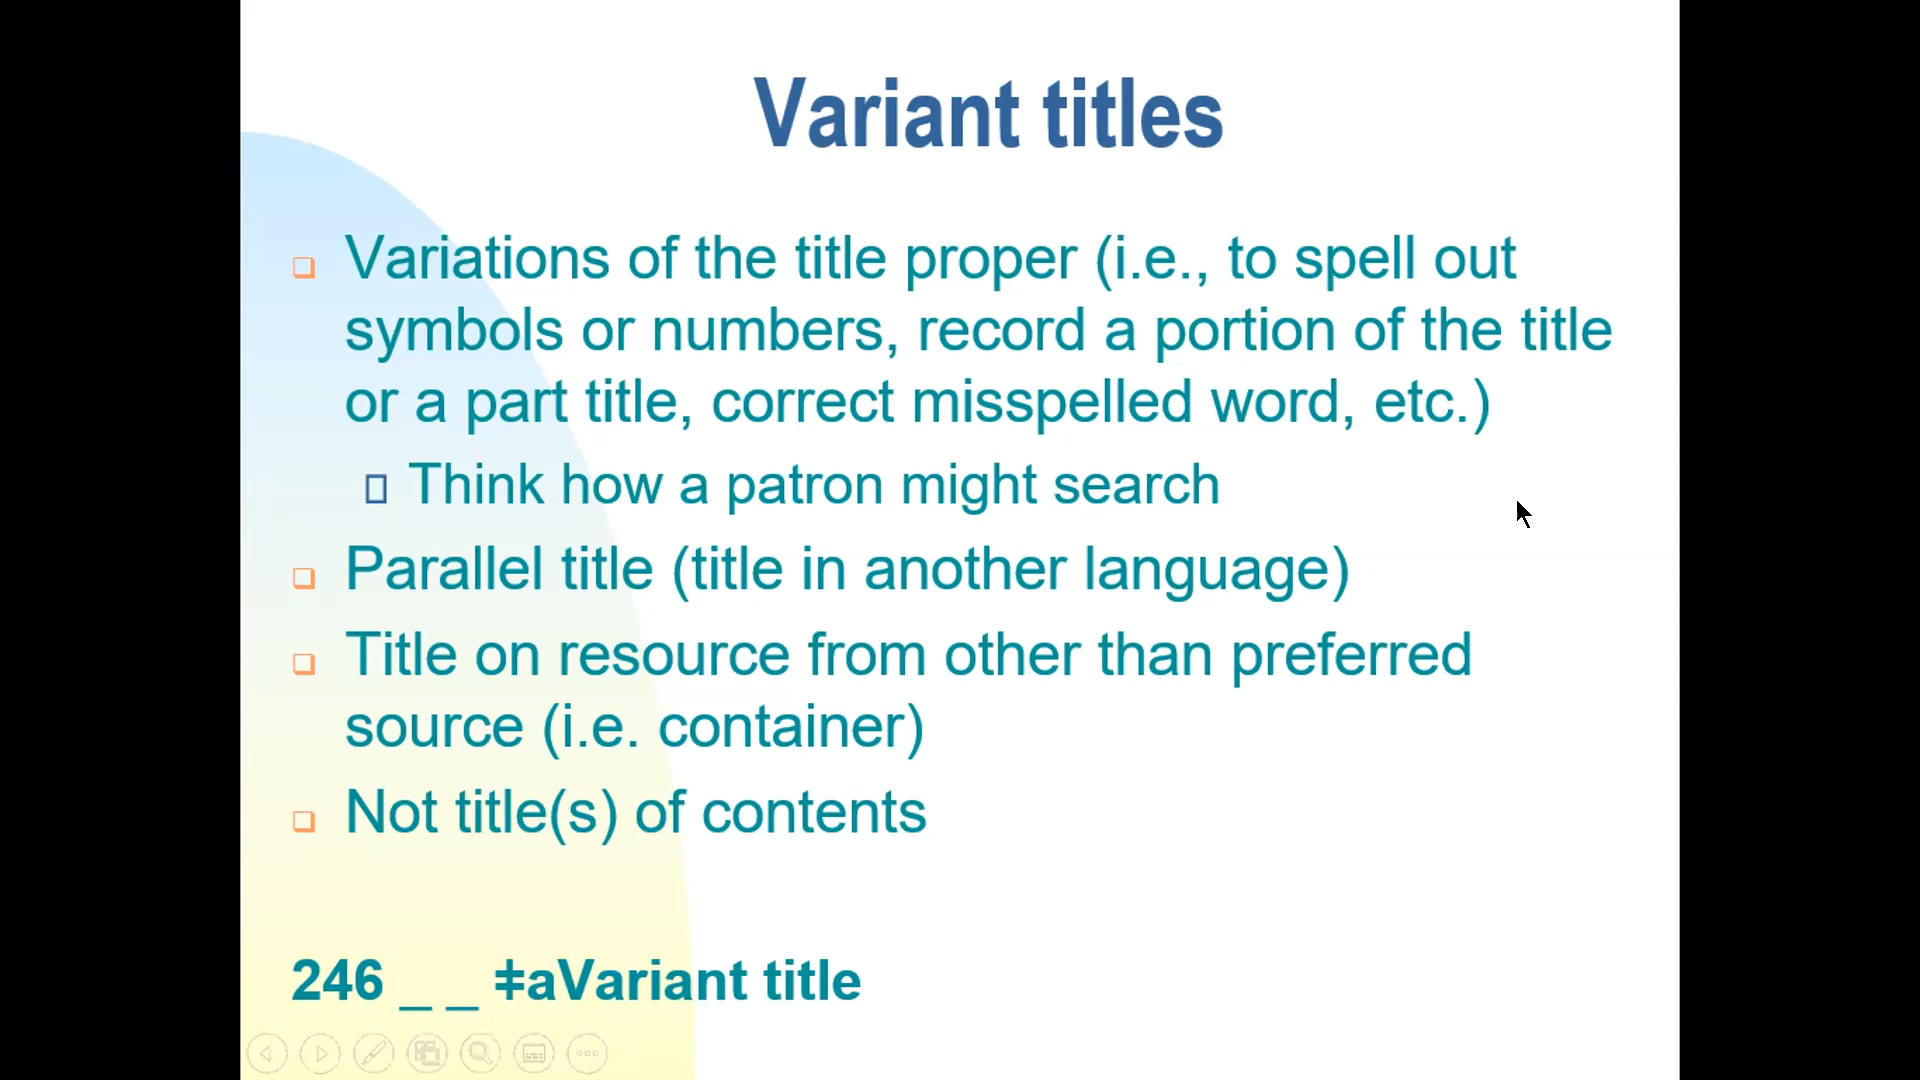 Variant titles
Variations of the title proper (i.e., to spell out
symbols or numbers, record a portion of the title
or a part title, correct misspelled word, etc.)
Think how a patron might search
Parallel title (title in another language)
Title on resource from other than preferred
source (i.e. container)
Not title(s) of contents
246 _ _ ‡aVariant title